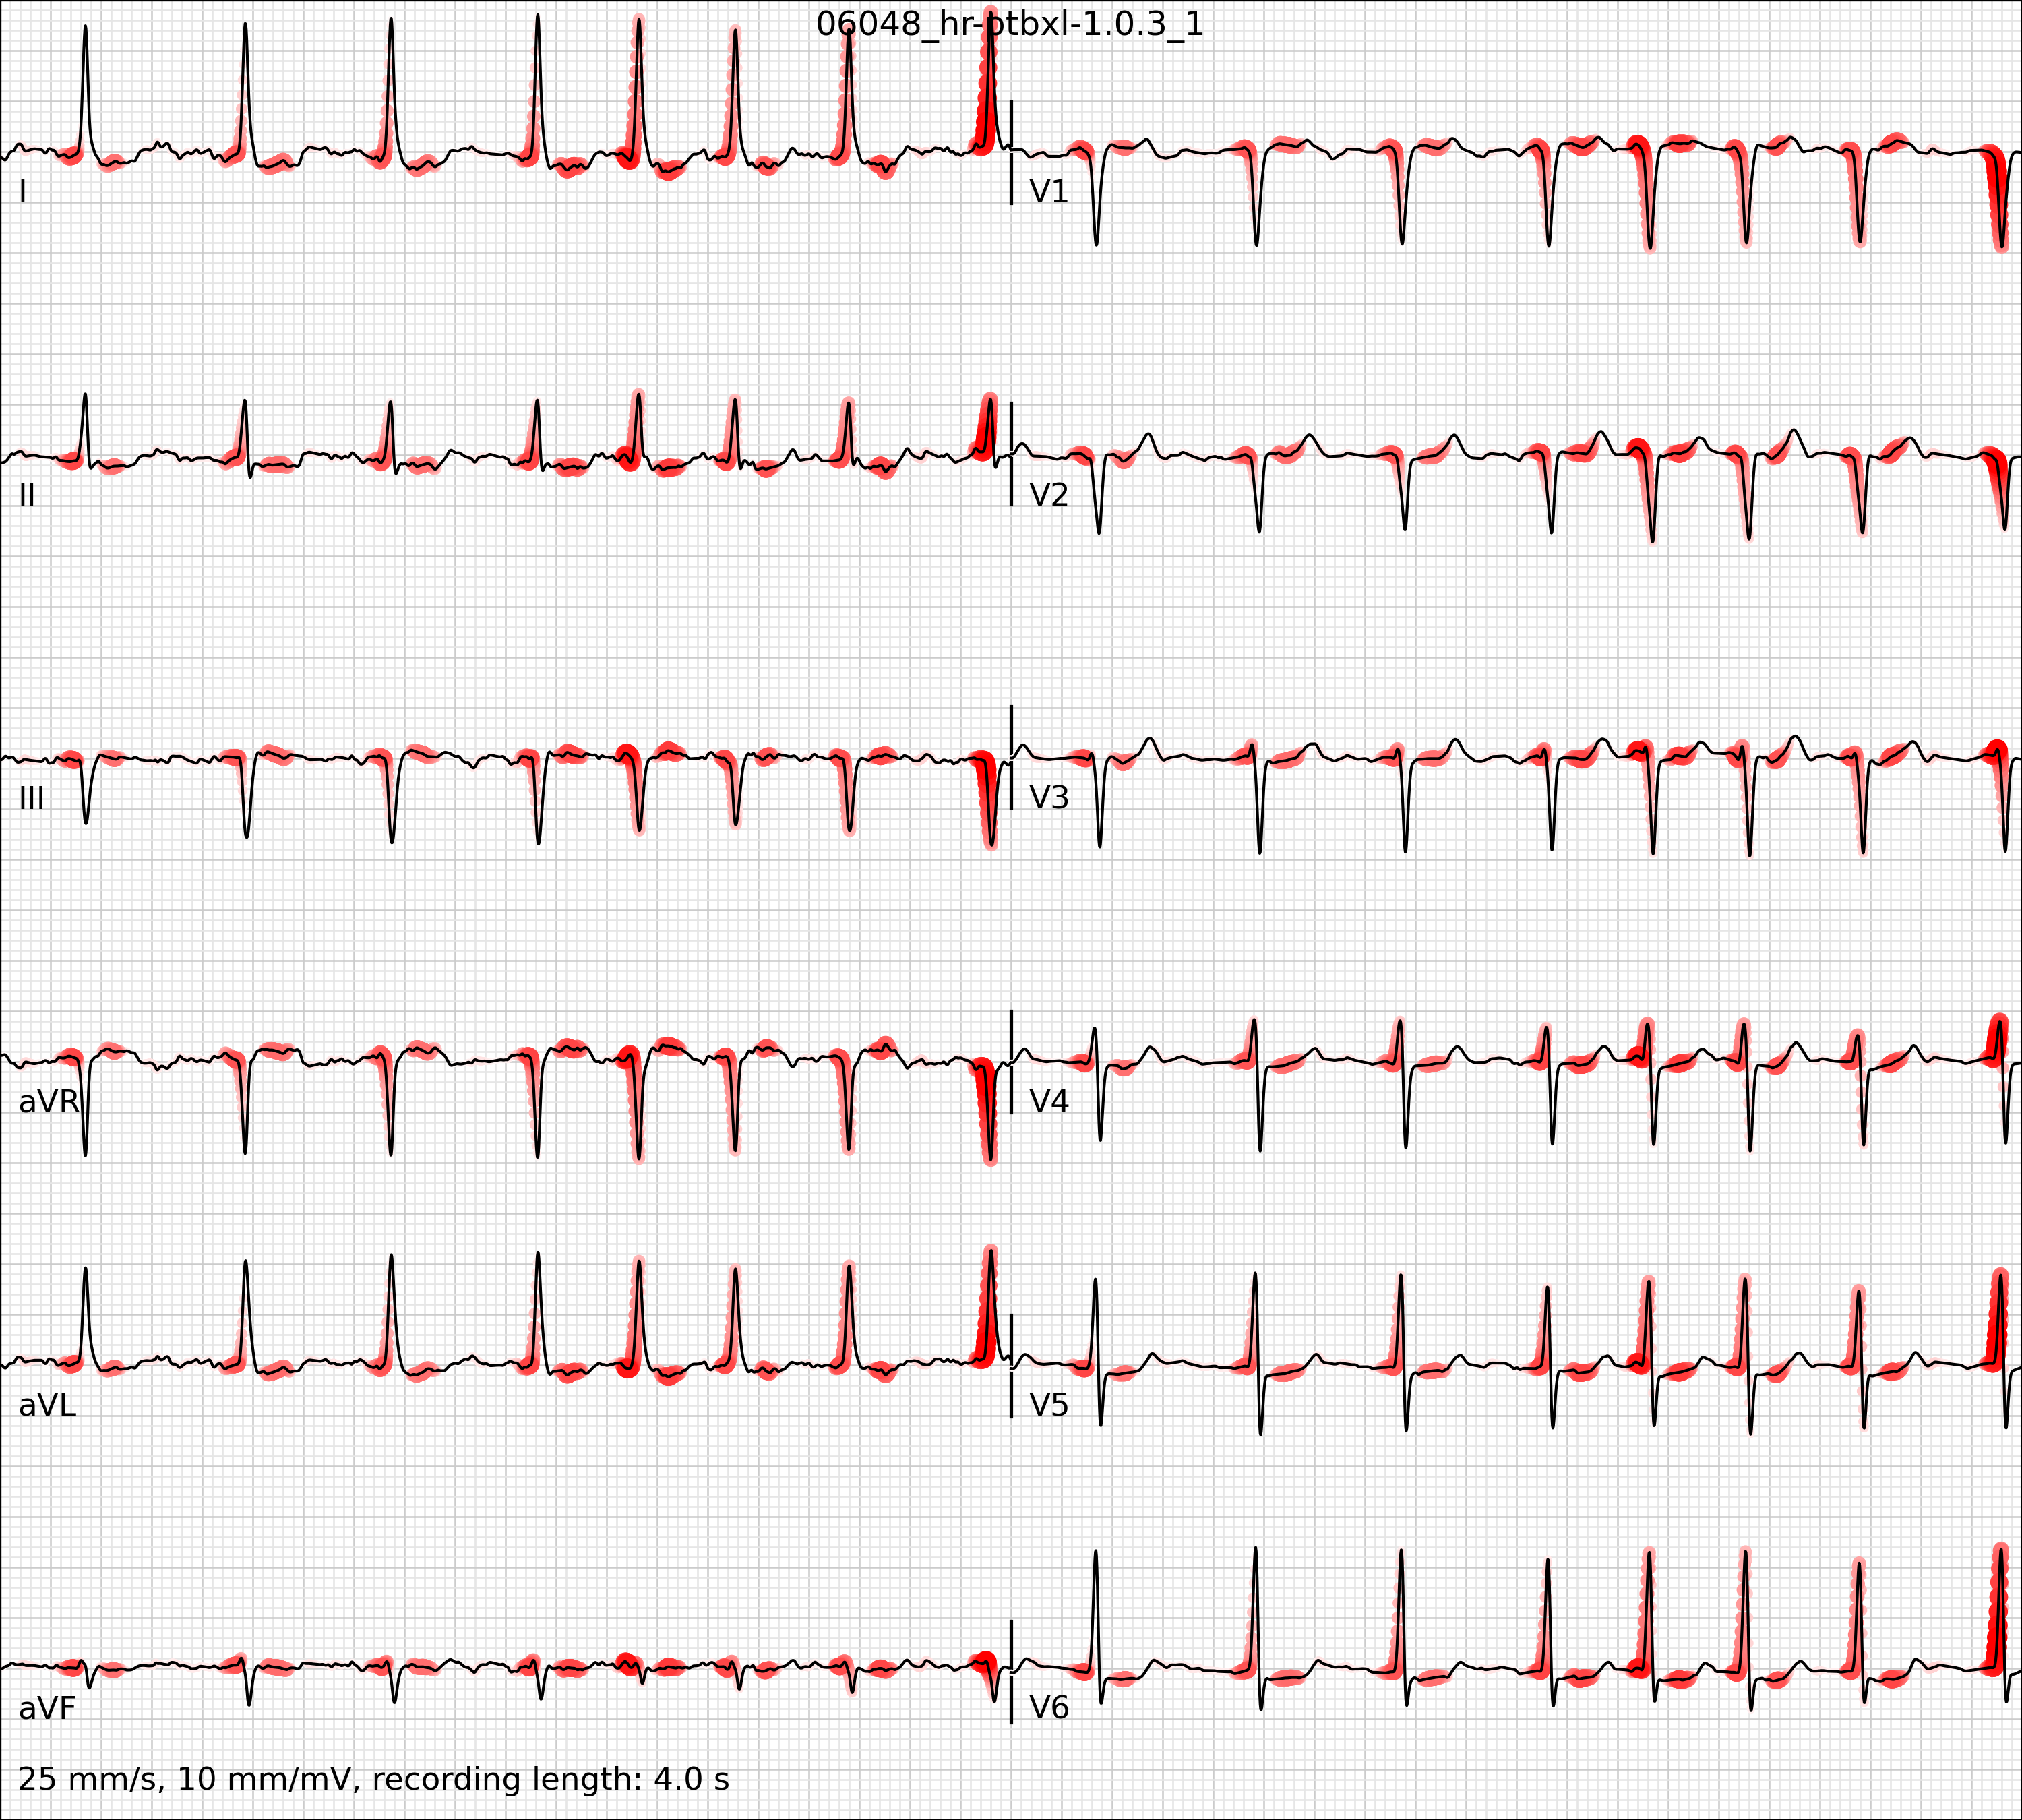 06048_hr-ptbxl-1.0.3_1
I
V1
II
V2
III
V3
aVR
V4
aVL
V5
aVF
V6
25 mm/s, 10 mm/mV, recording length: 4.0 s